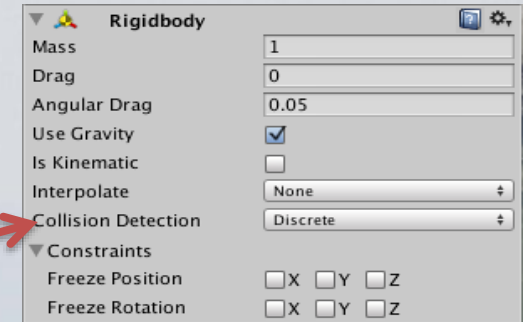 Rigidbody
Mass 1
Drag 0
Angular Drag 0.05
Use Gravity
Is Kinematic
Interpolate None
Collision Detection Discrete
Constraints
Freeze Position X Y Z
Freeze Rotation X Y Z